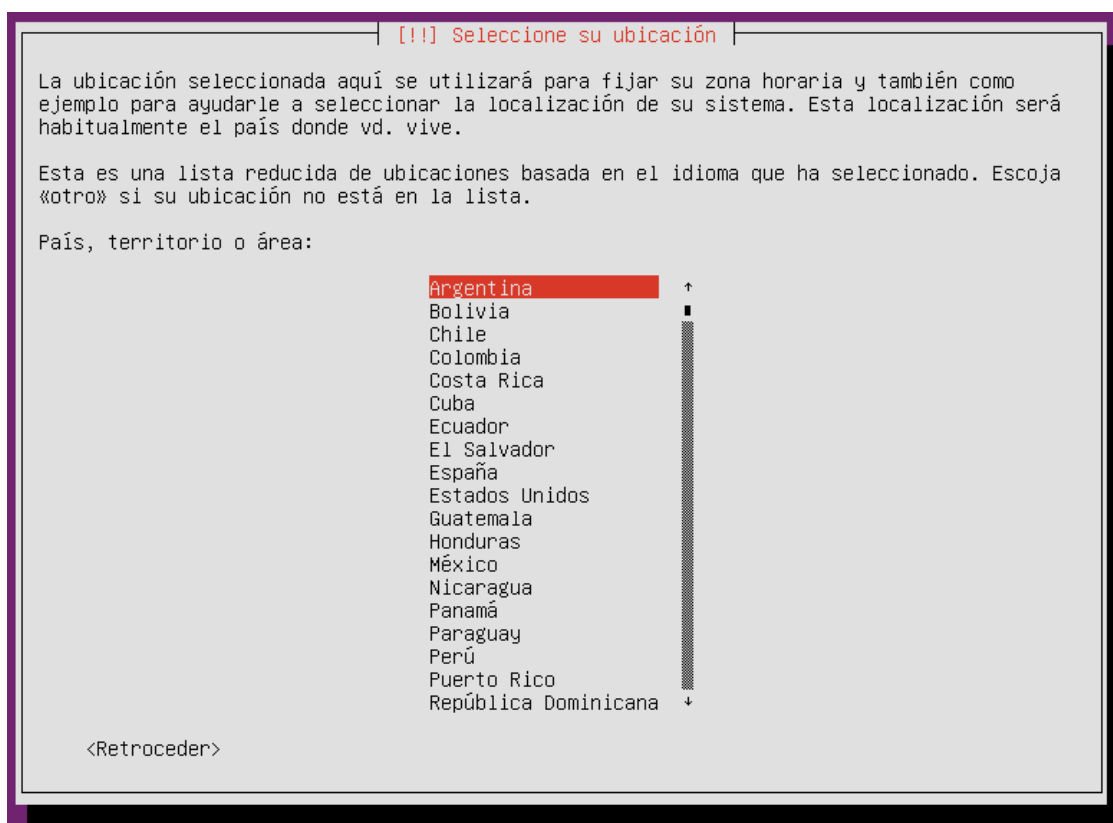 [!!] Seleccione su ubicación
La ubicación seleccionada aquí se utilizará para fijar su zona horaria y también como
ejemplo para ayudarle a seleccionar la localización de su sistema. Esta localización será
habitualmente el país donde vd. vive.
Esta es una lista reducida de ubicaciones basada en el idioma que ha seleccionado. Escoja
«otro» si su ubicación no está en la lista.
País, territorio o área:
Argentina
Bolivia
Chile
Colombia
Costa Rica
Cuba
Ecuador
El Salvador
España
Estados Unidos
Guatemala
Honduras
México
Nicaragua
Panamá
Paraguay
Perú
Puerto Rico
República Dominicana
<Retroceder>